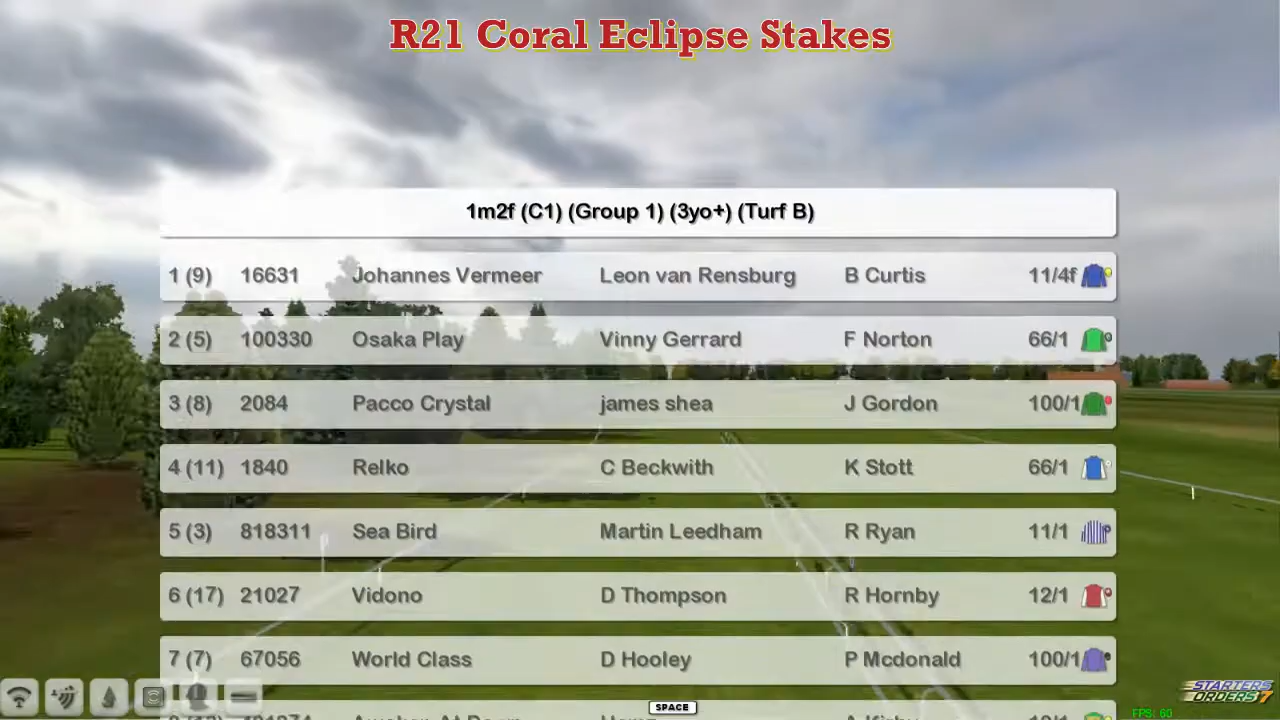 R21 Coral Eclipse Stakes
1m2f (C1) (Group 1) (3yo+) (Turf B)
1 (9) 16631 Johannes Vermeer Leon van Rensburg B Curtis 11/4f
2 (5) 100330 Osaka Play Vinny Gerrard F Norton 66/1
3 (8) 2084 Pacco Crystal james shea J Gordon 100/1
4 (11) 1840 Relko C Beckwith K Stott 66/1
5 (3) 818311 Sea Bird Martin Leedham R Ryan 11/1
6 (17) 21027 Vidono D Thompson R Hornby 12/1
7 (7) 67056 World Class D Hooley P Mcdonald 100/1
SPACE
STARTERS
ORDERS 7
FPS: 60